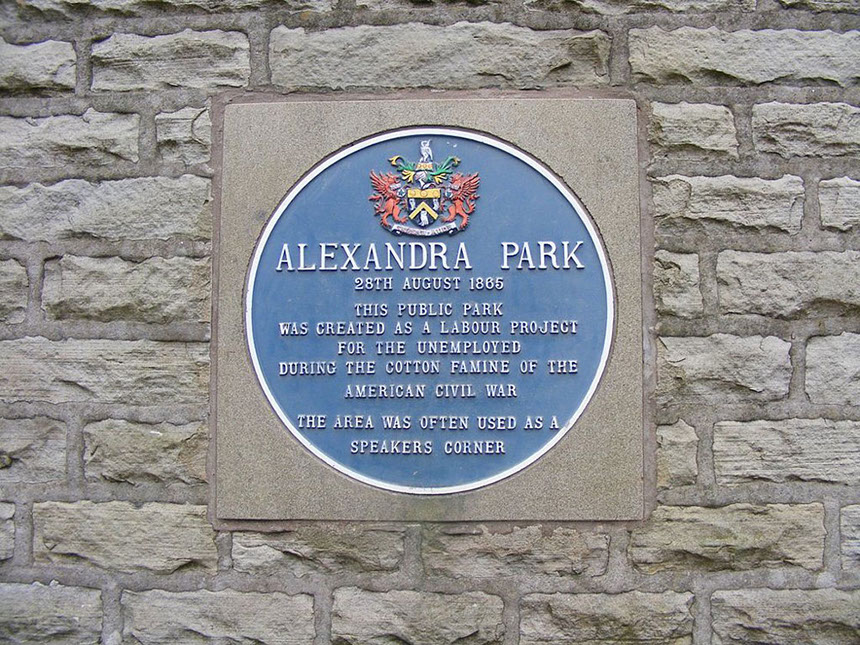 ALEXANDRA PARK
28TH AUGUST 1865
THIS PUBLIC PARK
WAS CREATED AS A LABOUR PROJECT
FOR THE UNEMPLOYED
DURING THE COTTON FAMINE OF THE
AMERICAN CIVIL WAR
THE AREA WAS OFTEN USED AS A
SPEAKERS CORNER